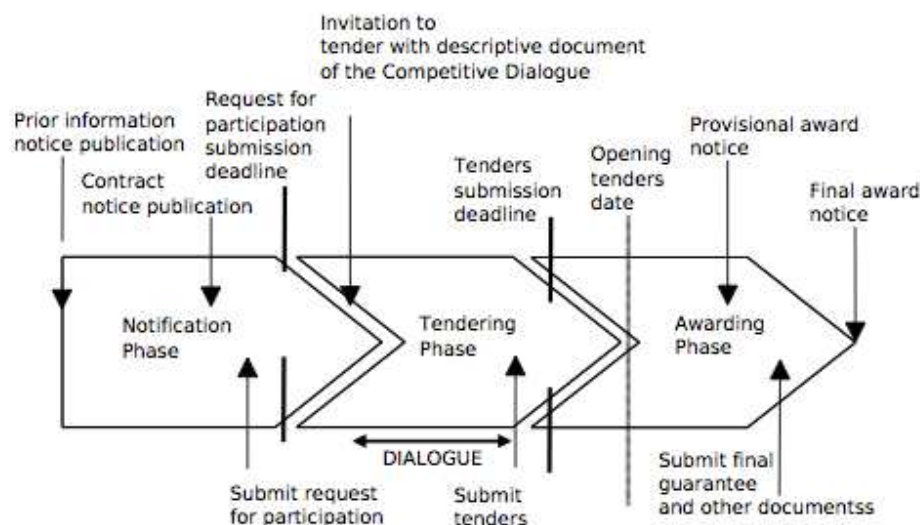 Invitation to
tender with descriptive document
of the Competitive Dialogue
Prior information
notice publication
Request for
participation
submission
deadline
Contract
notice publication
Tenders
submission
deadline
Opening
tenders
date
Provisional award
notice
Final award
notice
Notification
Phase
Tendering
Phase
Awarding
Phase
DIALOGUE
Submit request
for participation
Submit
tenders
Submit final
guarantee
and other documentss